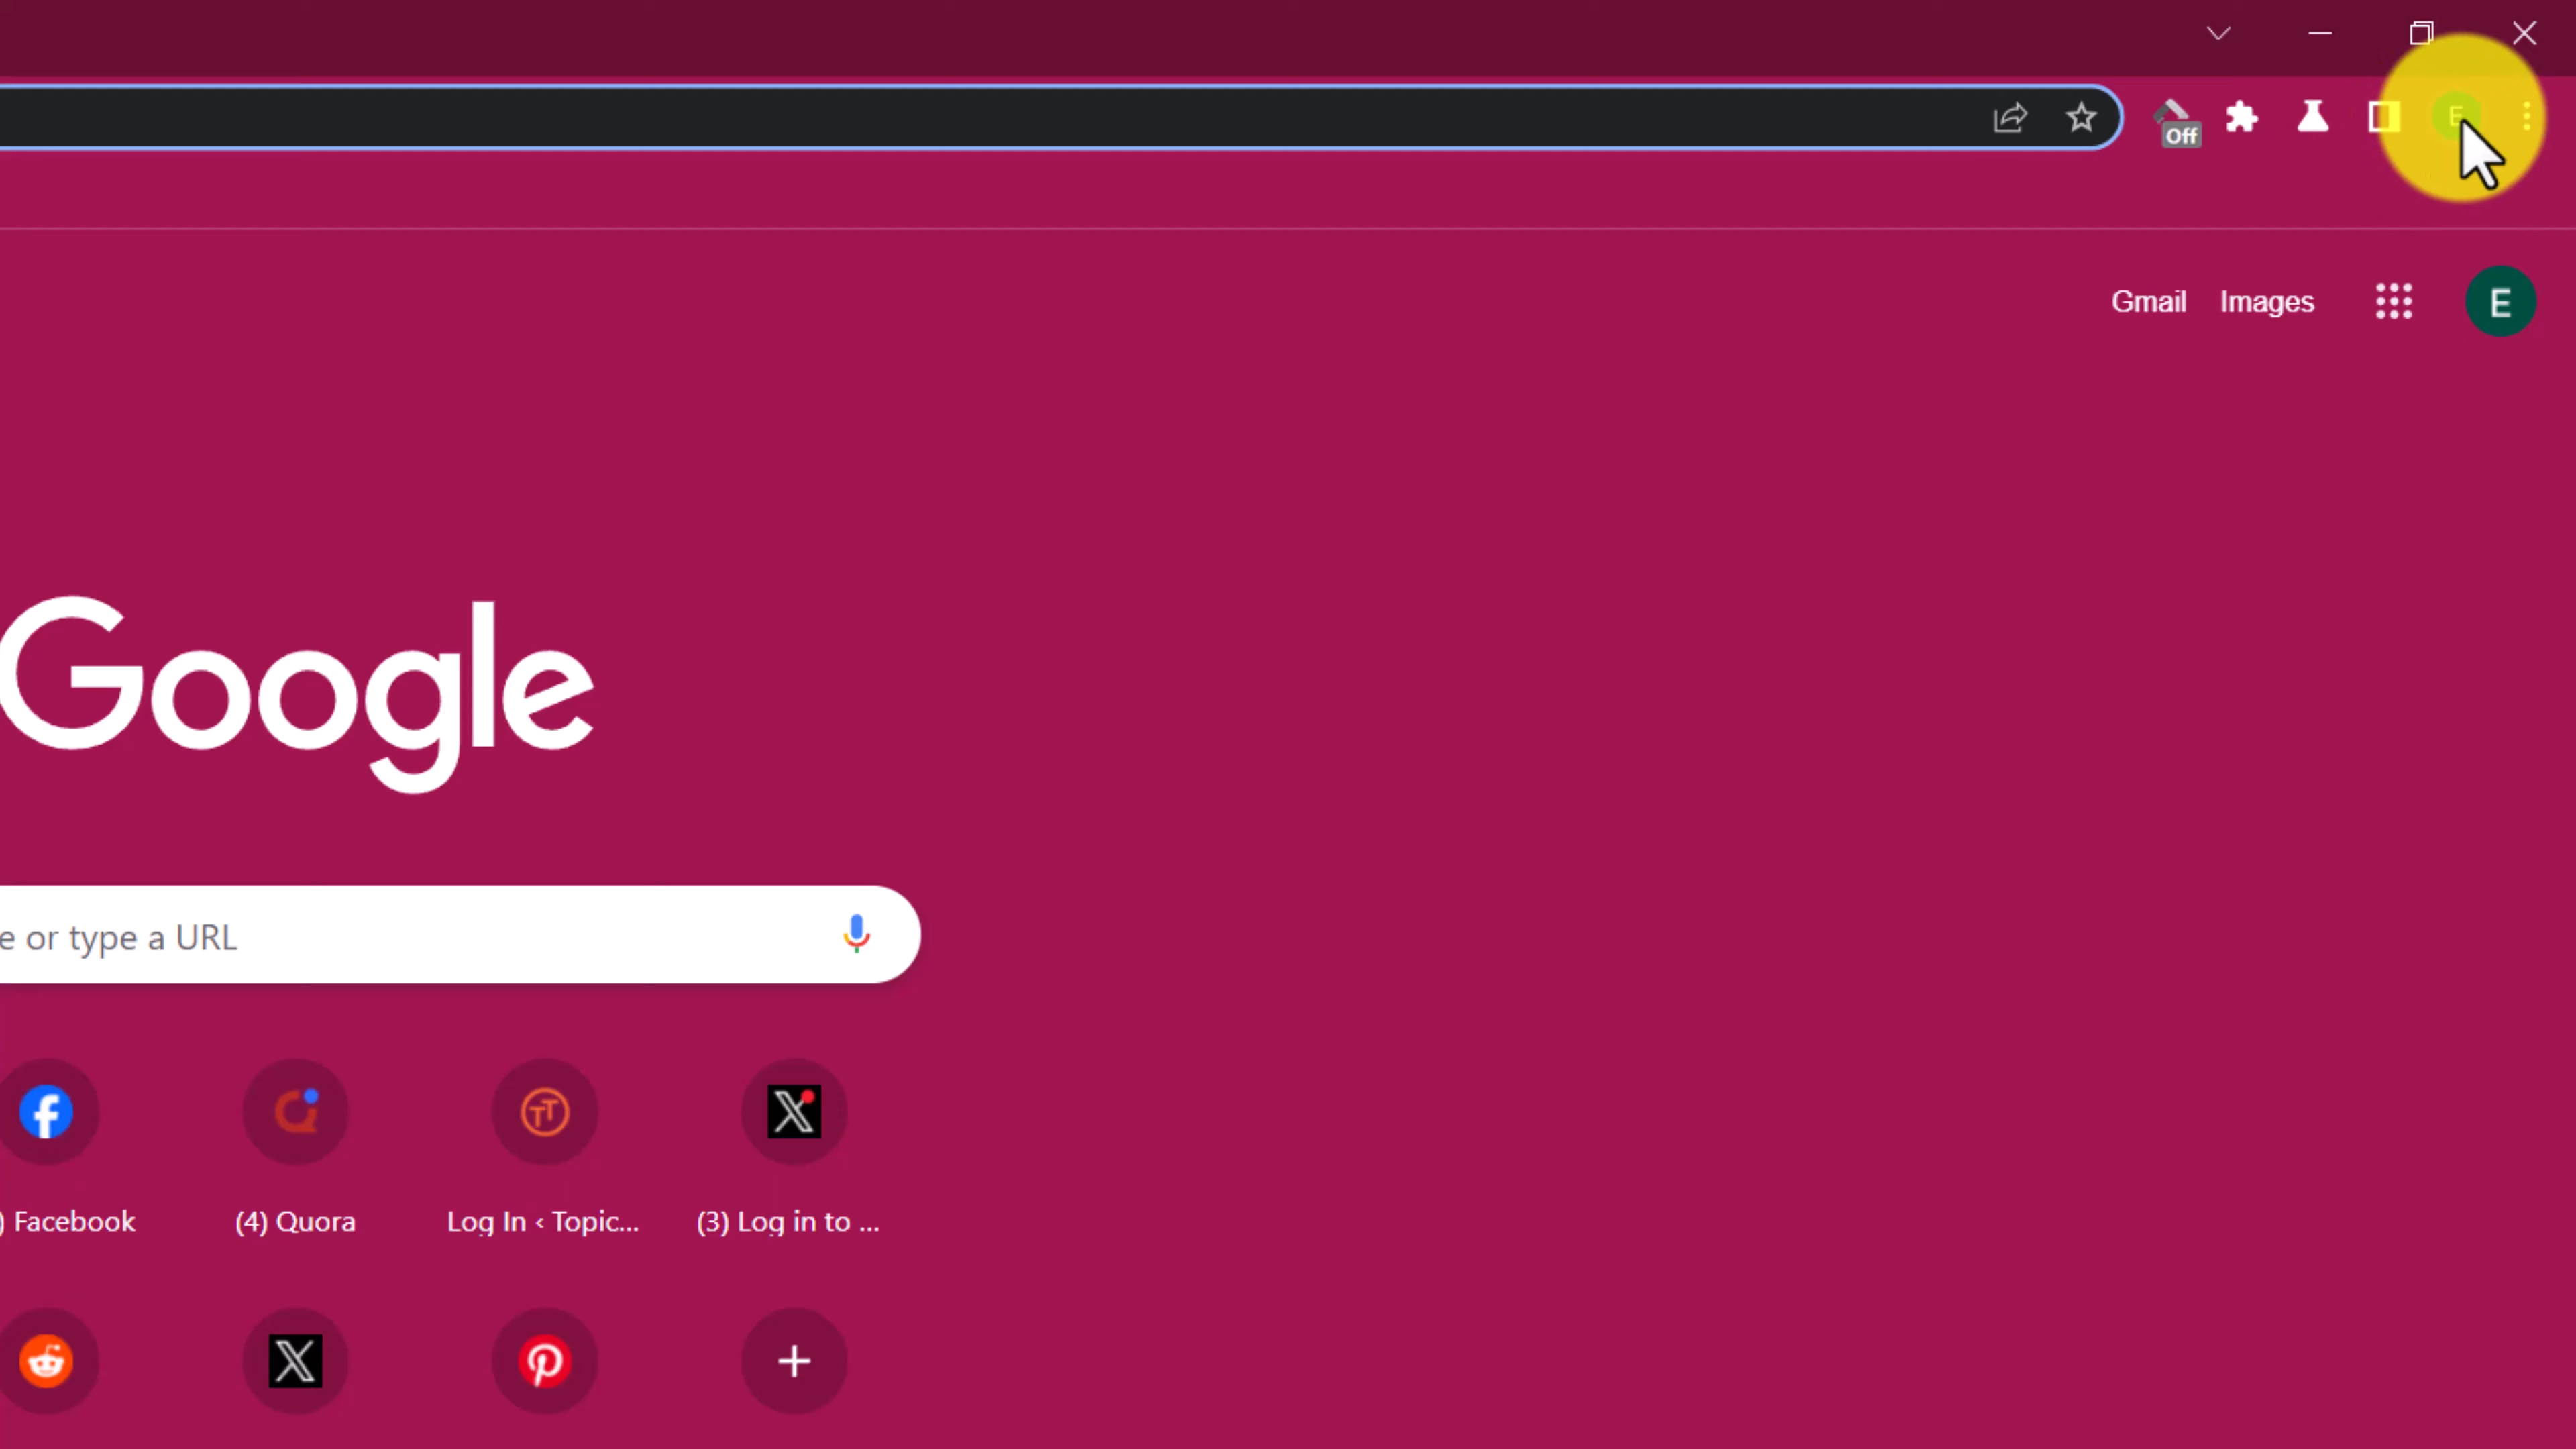 Off
E
Gmail Images
E
Google
e or type a URL
) Facebook
(4) Quora
Log In ‹ Topic...
(3) Log in to ...